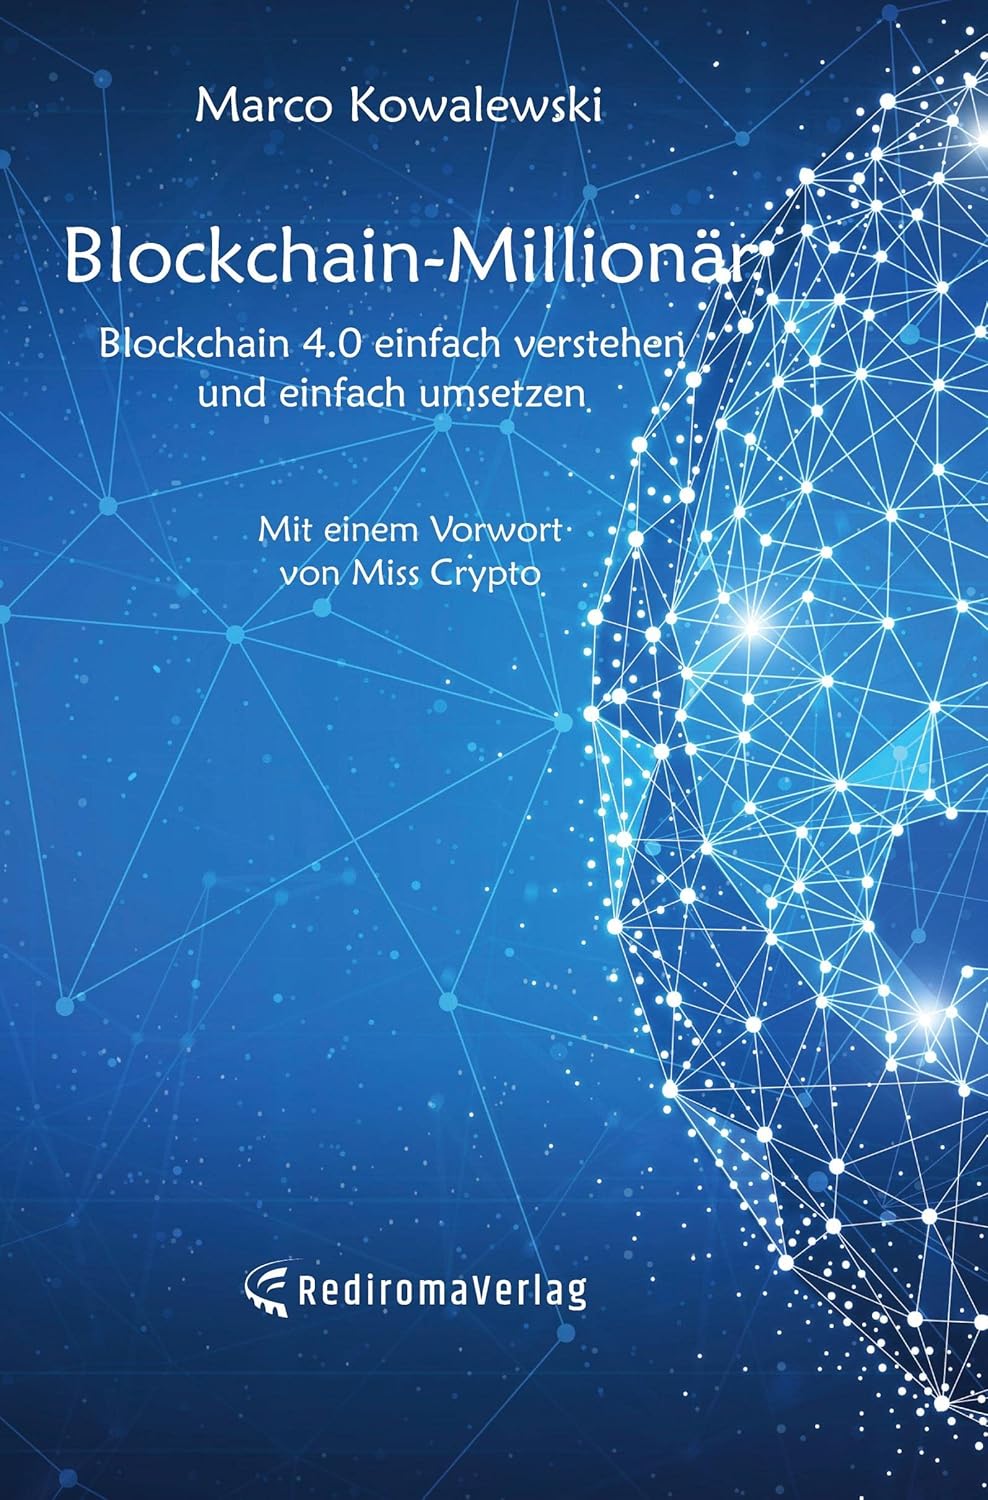 Marco Kowalewski
Blockchain-Millionär
Blockchain 4.0 einfach verstehen
und einfach umsetzen
Mit einem Vorwort
von Miss Crypto
RediromaVerlag